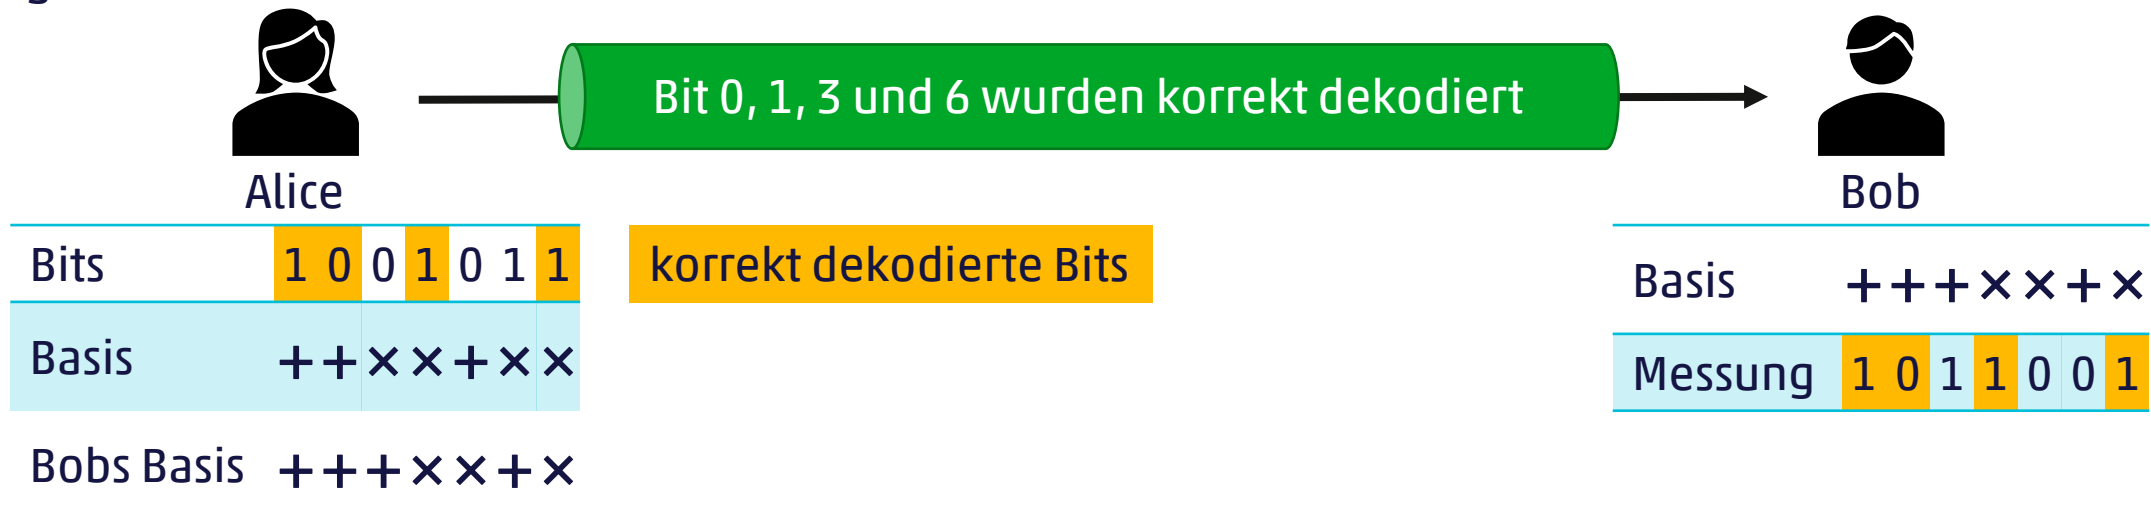 Bit 0, 1, 3 und 6 wurden korrekt dekodiert
Alice
Bob
Bits 1 0 0 1 0 1 1
korrekt dekodierte Bits
Basis + + × × + × ×
Bobs Basis + + + × × + ×
Basis + + + × × + ×
Messung 1 0 1 1 0 0 1